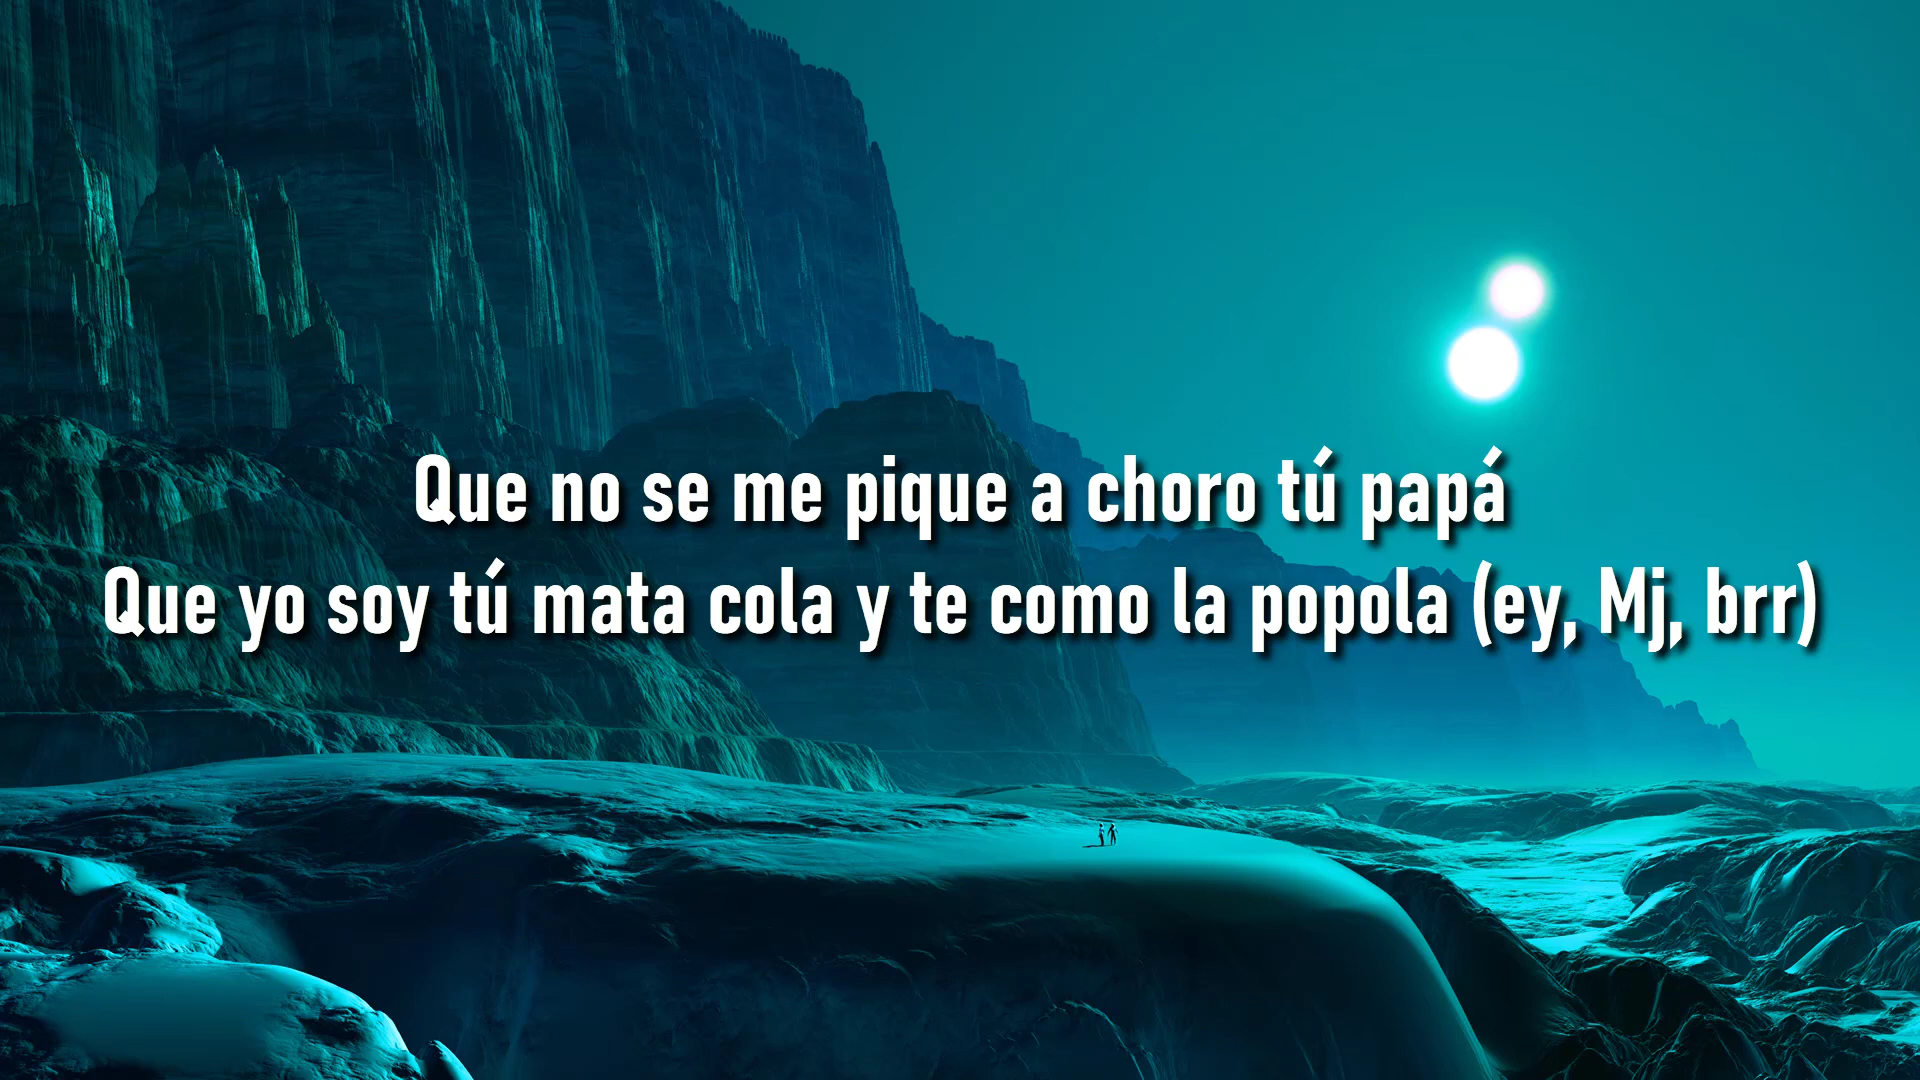 Que no se me pique a choro tú papá
Que yo soy tú mata cola y te como la popola (ey, Mj, brr)